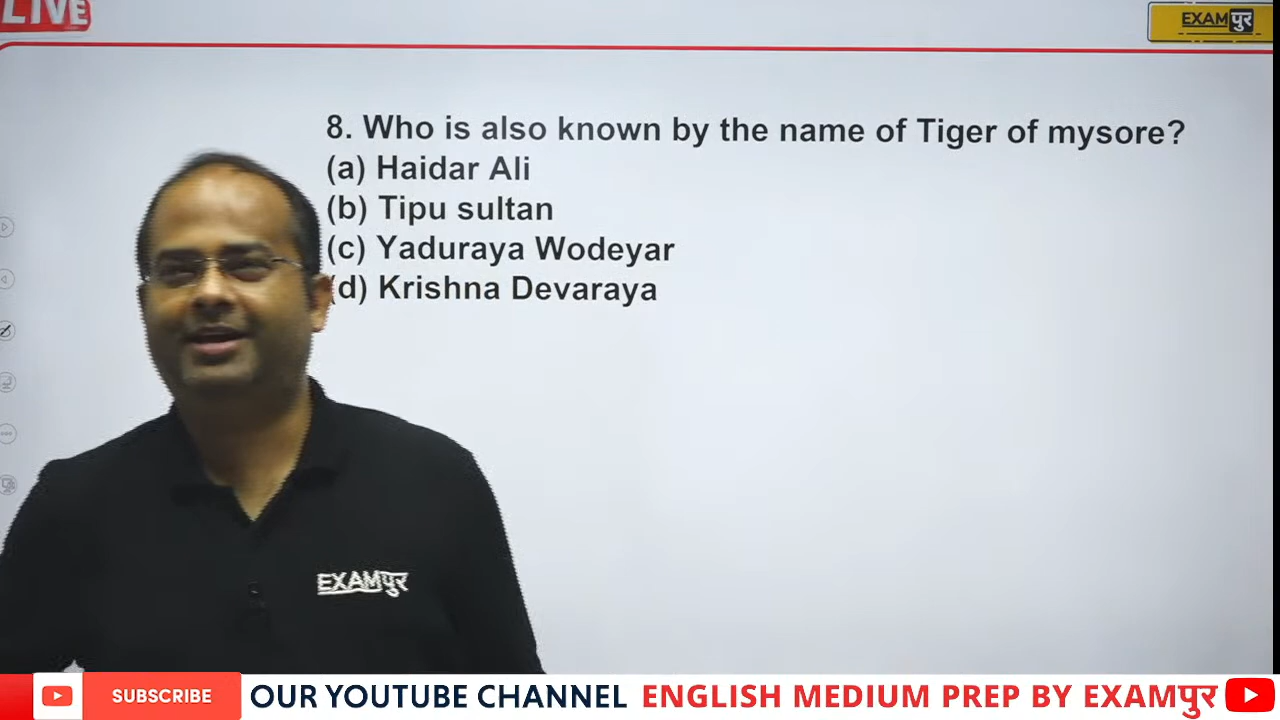 LIVE
EXAMपुर
8. Who is also known by the name of Tiger of mysore?
(a) Haidar Ali
(b) Tipu sultan
(c) Yaduraya Wodeyar
(d) Krishna Devaraya
EXAMपुर
SUBSCRIBE OUR YOUTUBE CHANNEL ENGLISH MEDIUM PREP BY EXAMपुर